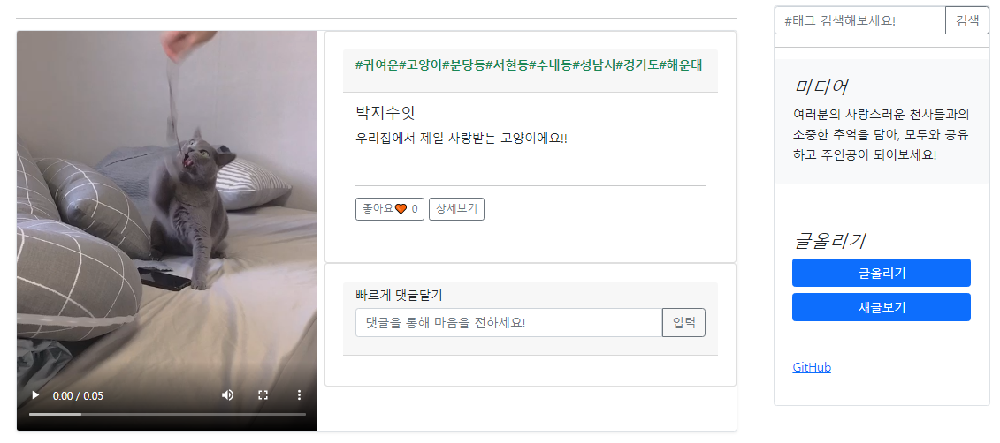 #귀여운#고양이#분당동#서현동#수내동#성남시#경기도#해운대
박지수잇
우리집에서 제일 사랑받는 고양이에요!!
좋아요🧡 0 상세보기
빠르게 댓글달기
댓글을 통해 마음을 전하세요! 입력
0:00 / 0:05
#태그 검색해보세요! 검색
미디어
여러분의 사랑스러운 천사들과의
소중한 추억을 담아, 모두와 공유
하고 주인공이 되어보세요!
글올리기
글올리기
새글보기
GitHub